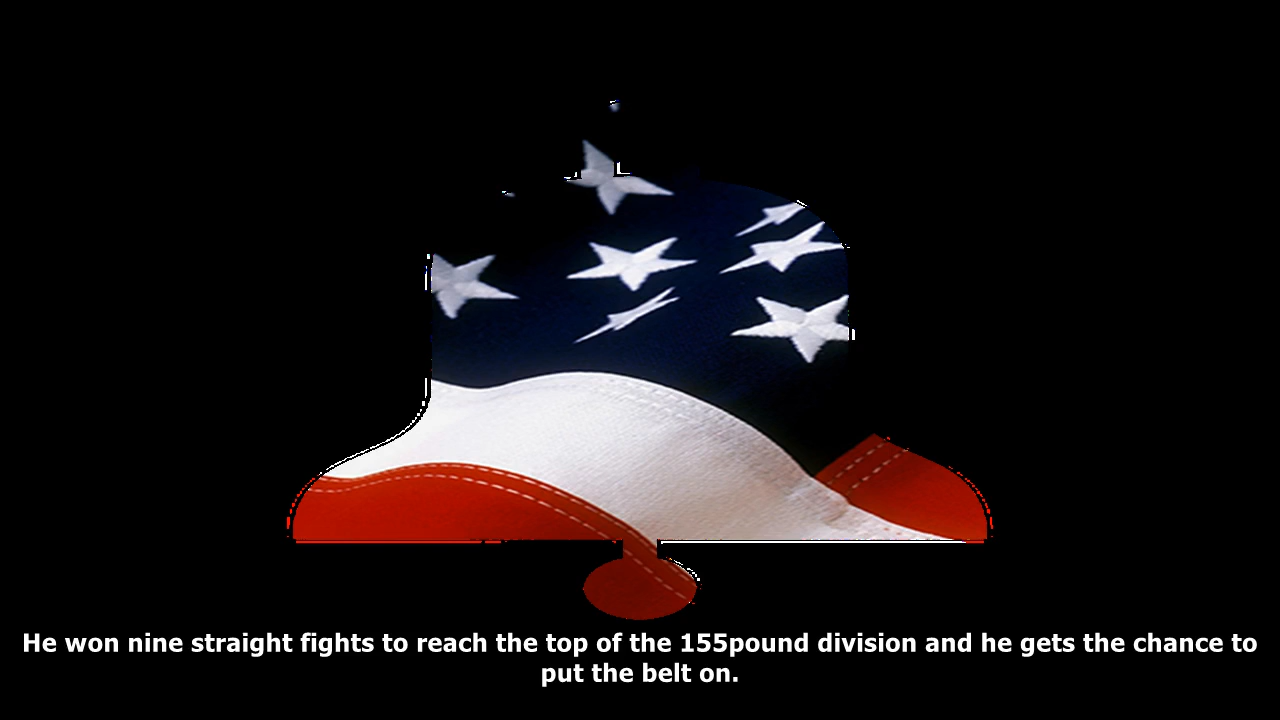 He won nine straight fights to reach the top of the 155pound division and he gets the chance to
put the belt on.